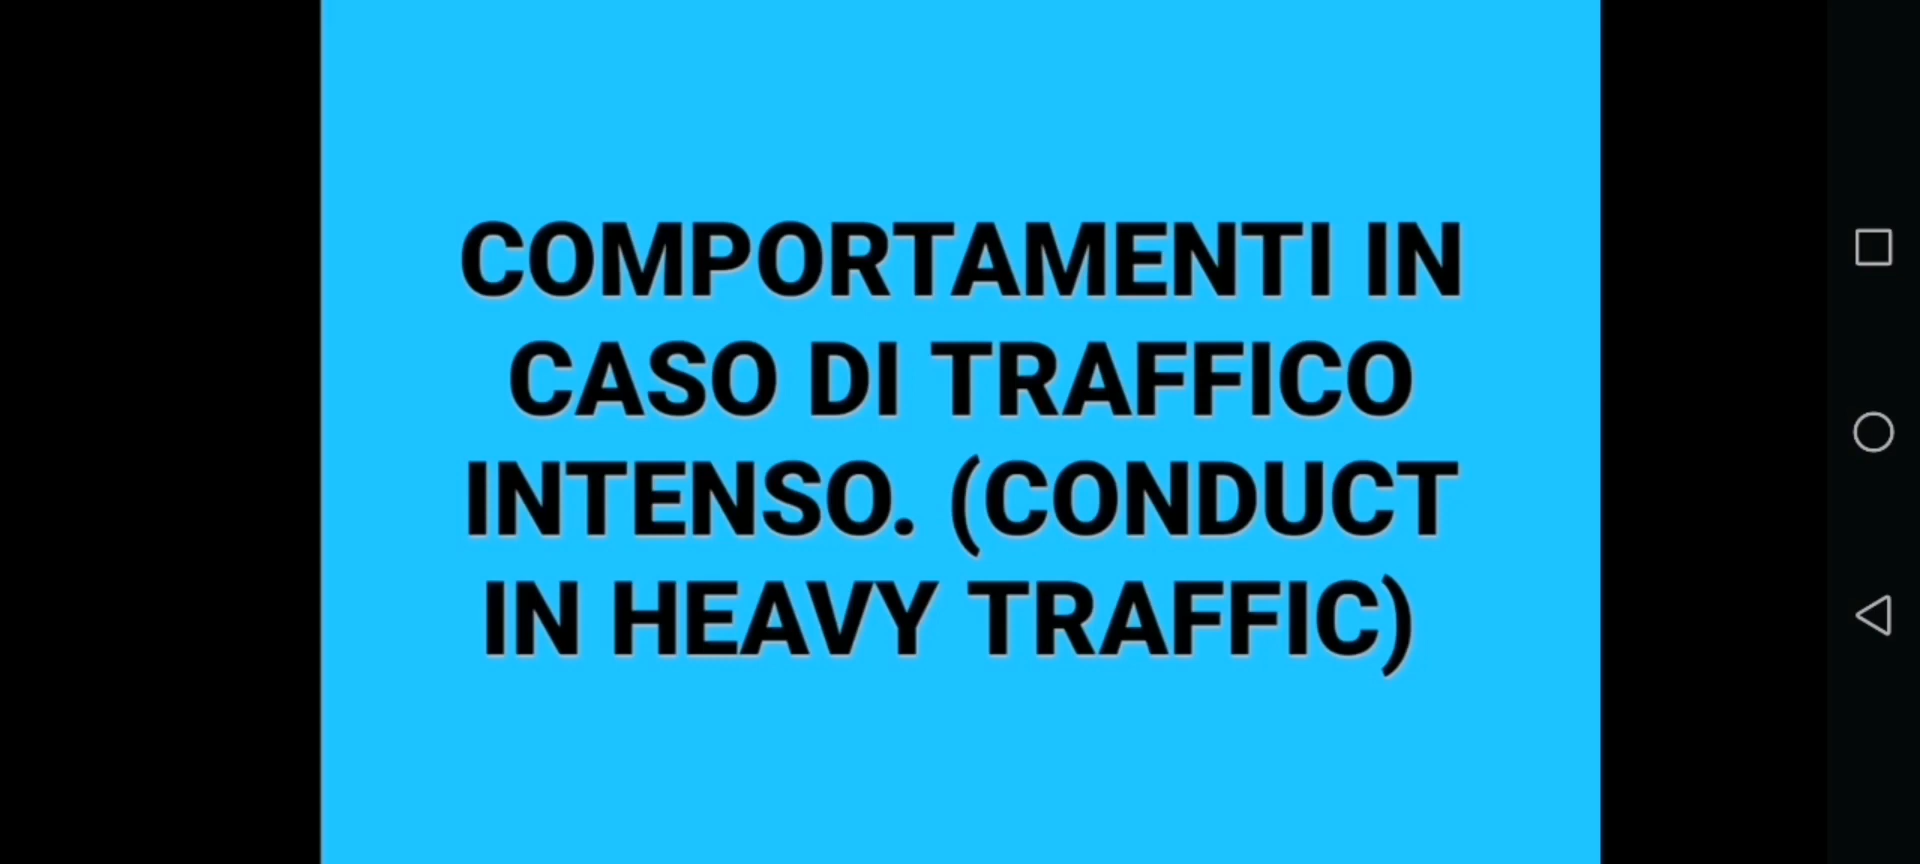 COMPORTAMENTI IN
CASO DI TRAFFICO
INTENSO. (CONDUCT
IN HEAVY TRAFFIC)